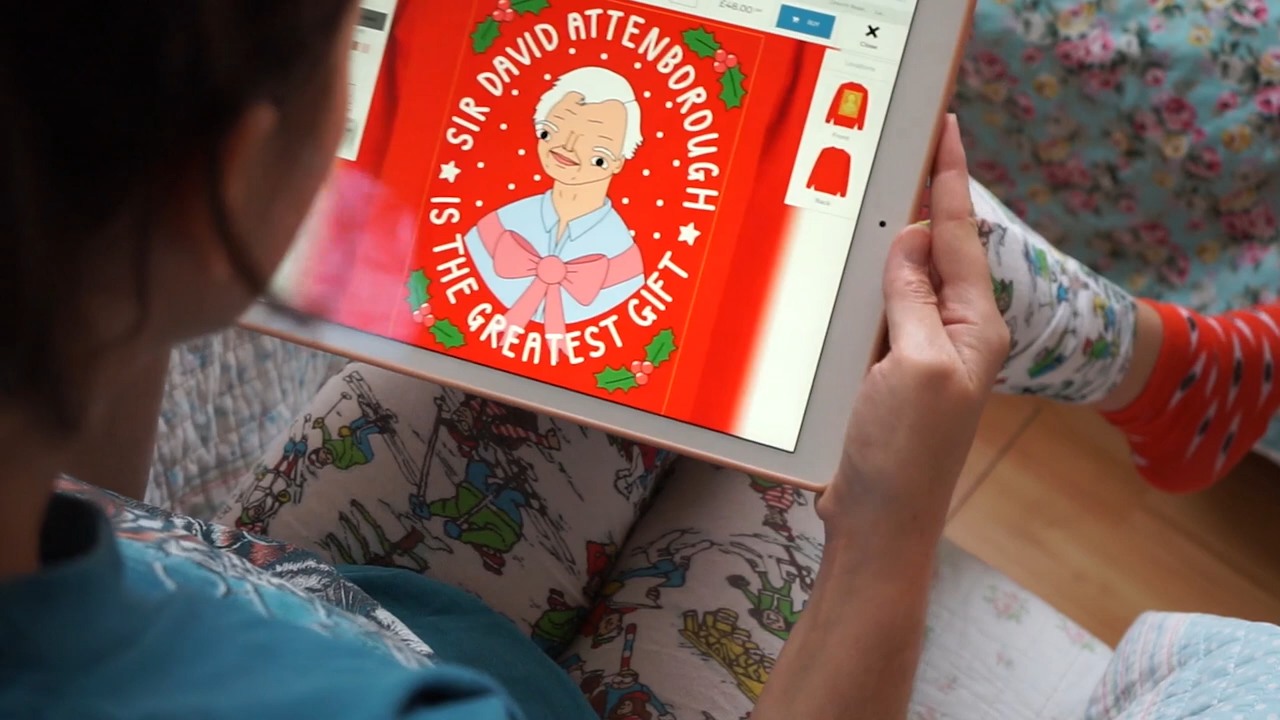 £48.00
BUY
Close
SIR DAVID ATTENBOROUGH
IS THE GREATEST GIFT
Front
Back